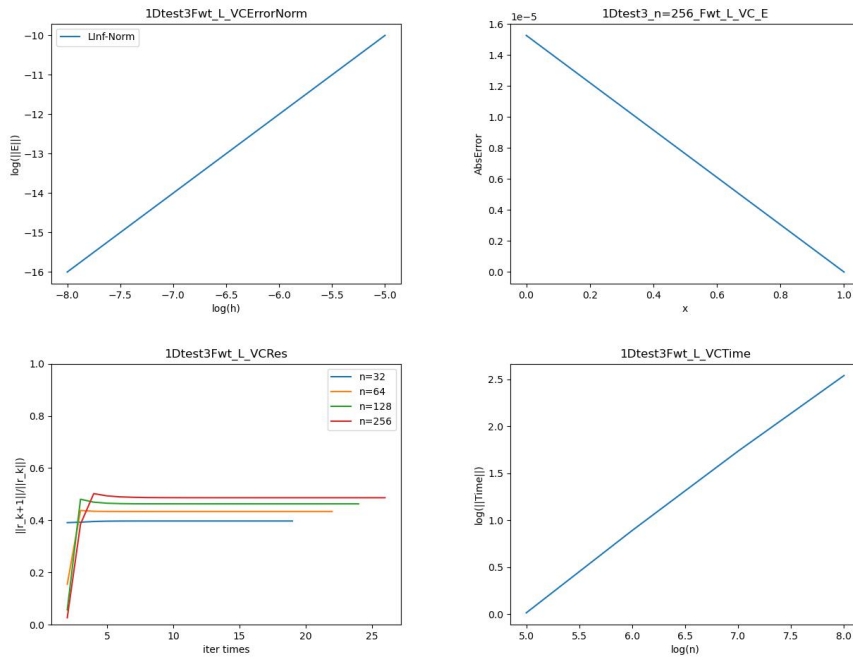 1Dtest3Fwt_L_VCErrorNorm
LInf-Norm
−10
−11
−12
−13
−14
−15
−16
log(||E||)
−8.0 −7.5 −7.0 −6.5 −6.0 −5.5 −5.0
log(h)
1Dtest3_n=256_Fwt_L_VC_E
1e−5
1.6
1.4
1.2
1.0
0.8
0.6
0.4
0.2
0.0
AbsError
0.0 0.2 0.4 0.6 0.8 1.0
x
1Dtest3Fwt_L_VCRes
n=32
n=64
n=128
n=256
1.0
0.8
0.6
0.4
0.2
0.0
||r_k+1||/||r_k||
5 10 15 20 25
iter times
1Dtest3Fwt_L_VCTime
2.5
2.0
1.5
1.0
0.5
0.0
log(||Time||)
5.0 5.5 6.0 6.5 7.0 7.5 8.0
log(n)